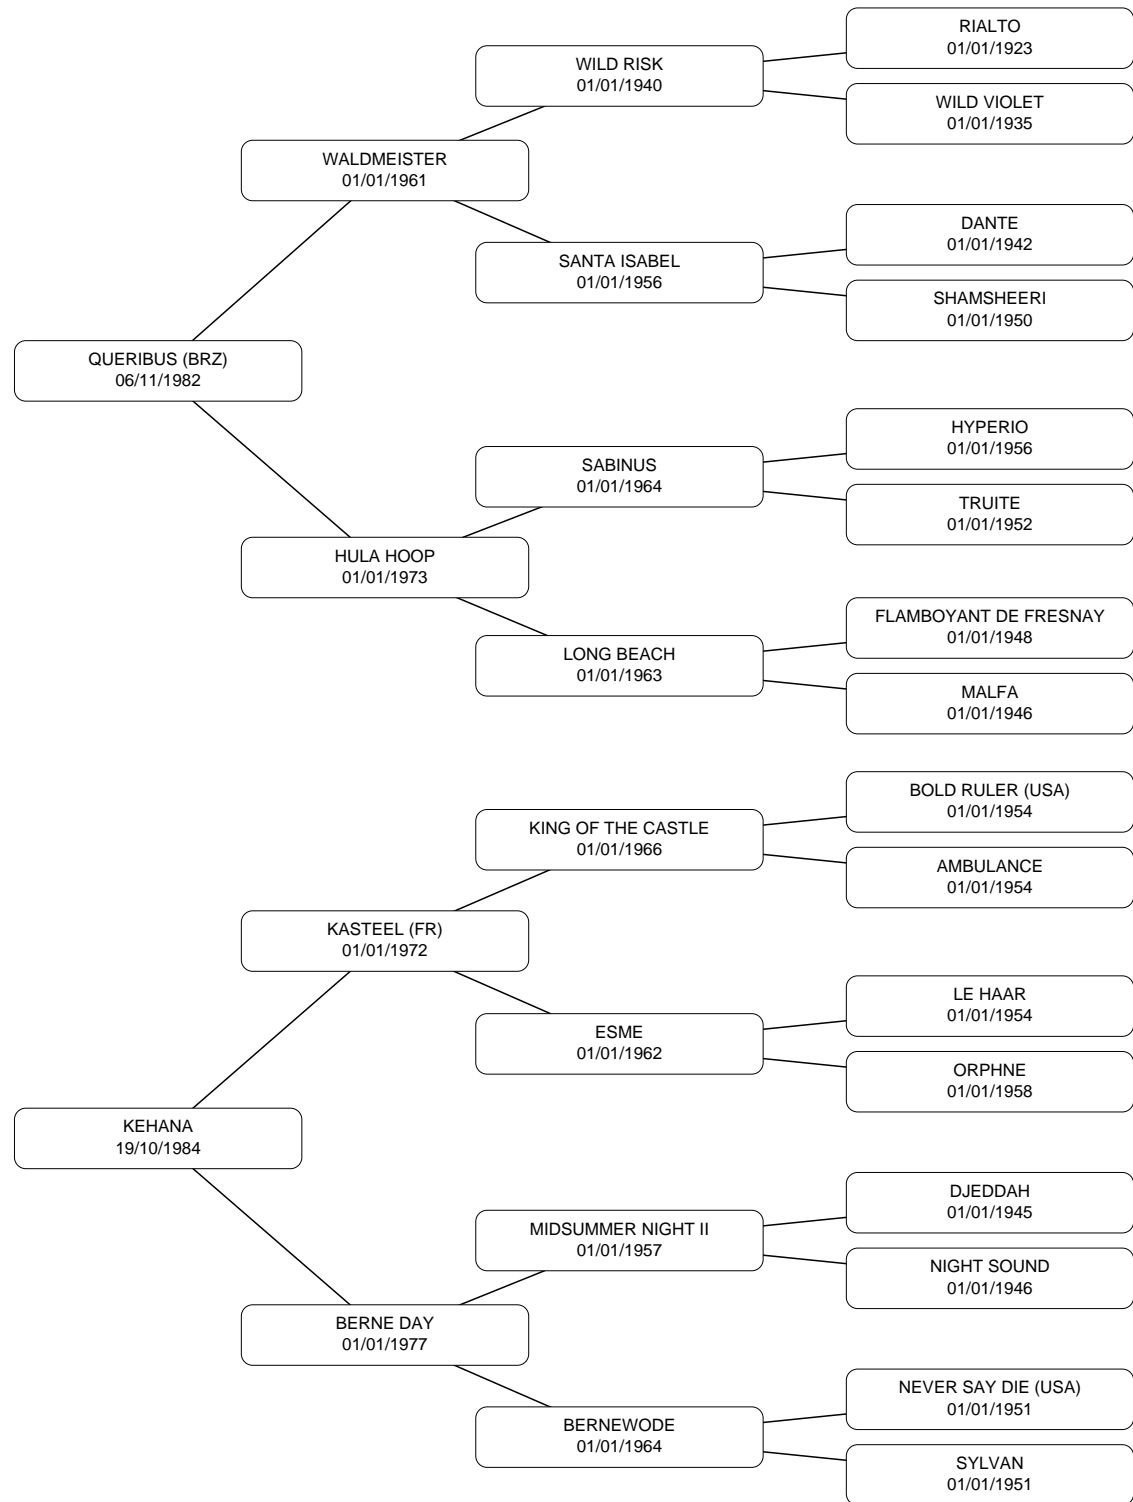 RIALTO
01/01/1923
WILD RISK
01/01/1940
WILD VIOLET
01/01/1935
WALDMEISTER
01/01/1961
DANTE
01/01/1942
SANTA ISABEL
01/01/1956
SHAMSHEERI
01/01/1950
QUERIBUS (BRZ)
06/11/1982
HYPERIO
01/01/1956
SABINUS
01/01/1964
TRUITE
01/01/1952
HULA HOOP
01/01/1973
FLAMBOYANT DE FRESNAY
01/01/1948
LONG BEACH
01/01/1963
MALFA
01/01/1946
BOLD RULER (USA)
01/01/1954
KING OF THE CASTLE
01/01/1966
AMBULANCE
01/01/1954
KASTEEL (FR)
01/01/1972
LE HAAR
01/01/1954
ESME
01/01/1962
ORPHNE
01/01/1958
KEHANA
19/10/1984
DJEDDAH
01/01/1945
MIDSUMMER NIGHT II
01/01/1957
NIGHT SOUND
01/01/1946
BERNE DAY
01/01/1977
NEVER SAY DIE (USA)
01/01/1951
BERNEWODE
01/01/1964
SYLVAN
01/01/1951